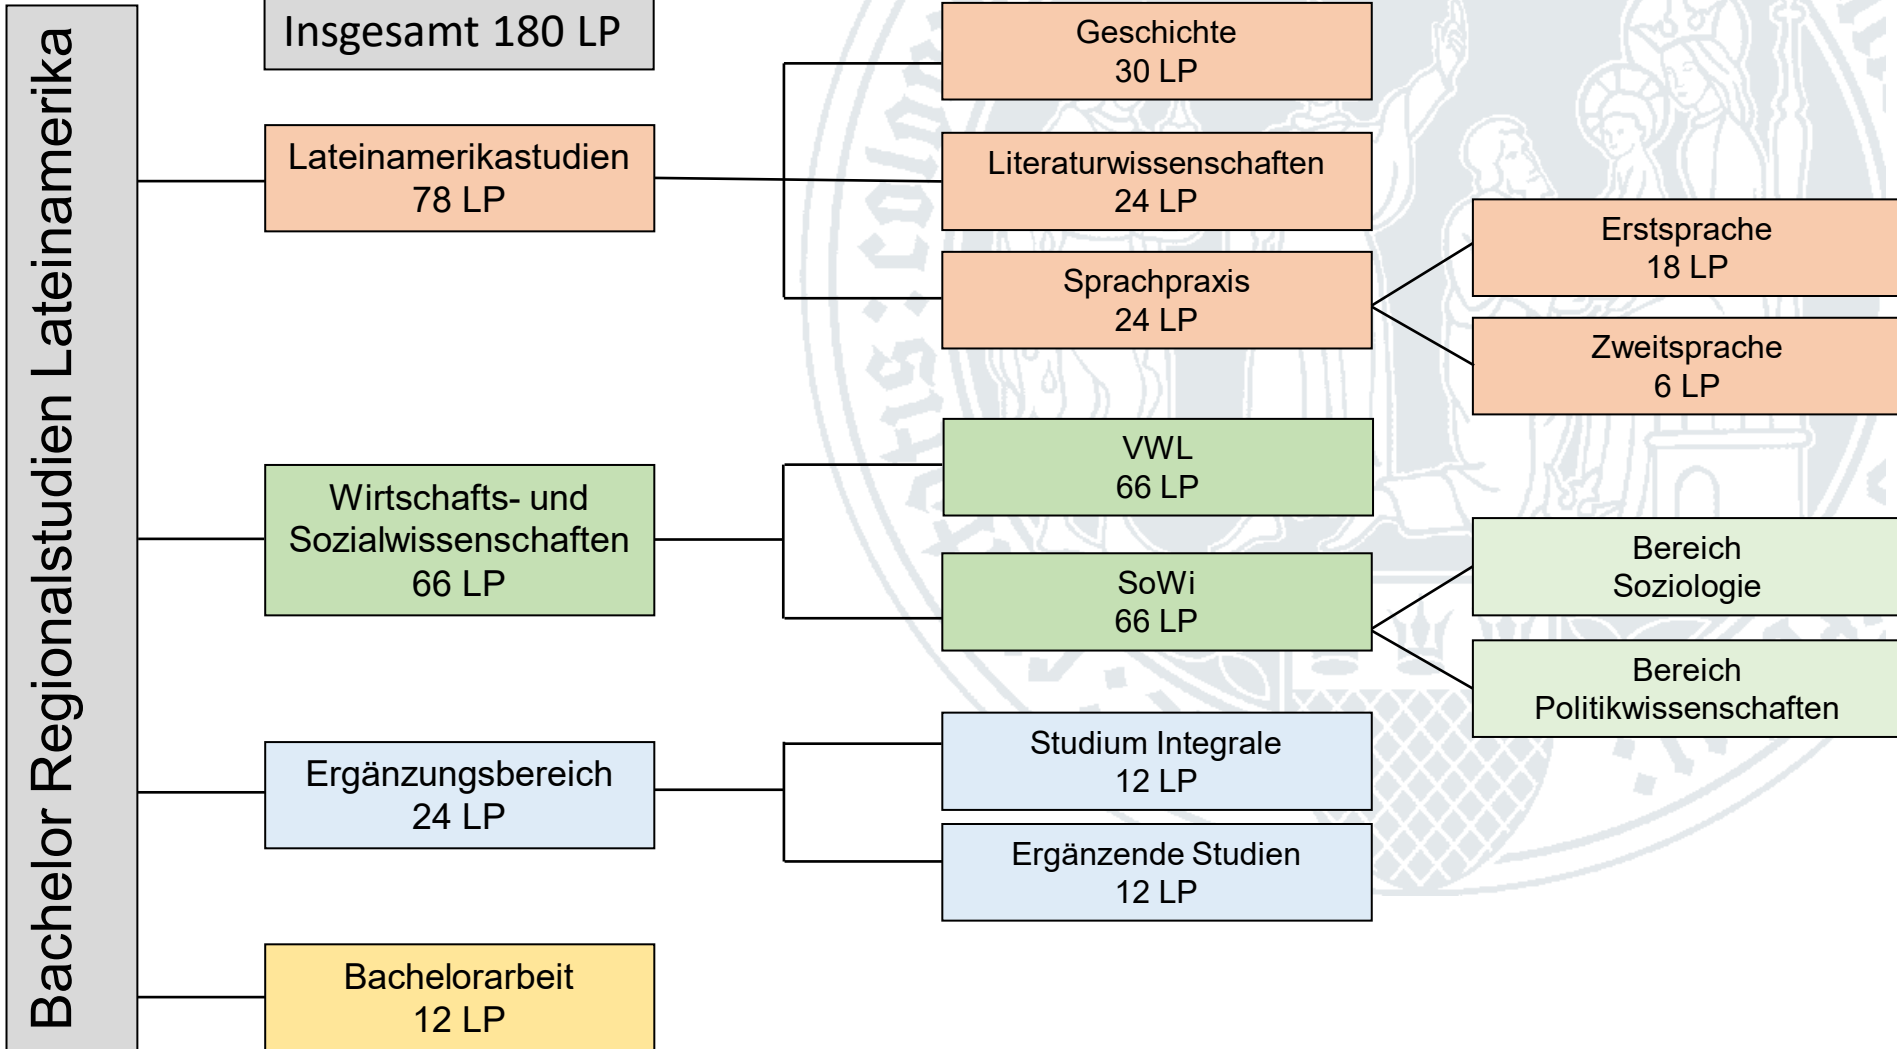 Bachelor Regionalstudien Lateinamerika
Insgesamt 180 LP
Lateinamerikastudien
78 LP
Geschichte
30 LP
Literaturwissenschaften
24 LP
Sprachpraxis
24 LP
Erstsprache
18 LP
Zweitsprache
6 LP
Wirtschafts- und
Sozialwissenschaften
66 LP
VWL
66 LP
SoWi
66 LP
Bereich
Soziologie
Bereich
Politikwissenschaften
Ergänzungsbereich
24 LP
Studium Integrale
12 LP
Ergänzende Studien
12 LP
Bachelorarbeit
12 LP